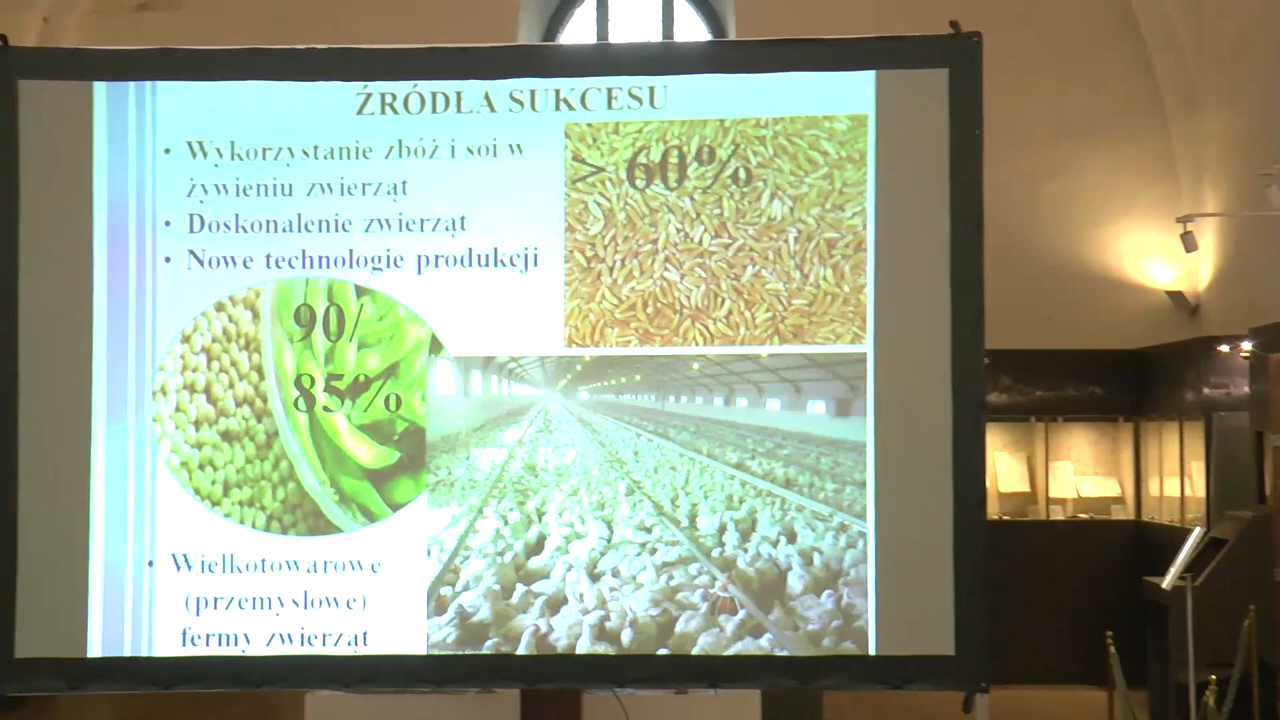 ŹRÓDŁA SUKCESU
• Wykorzystanie zbóż i soi w
żywieniu zwierząt
• Doskonalenie zwierząt
• Nowe technologie produkcji
> 60%
90/
85%
• Wielkotowarowe
(przemysłowe)
fermy zwierząt